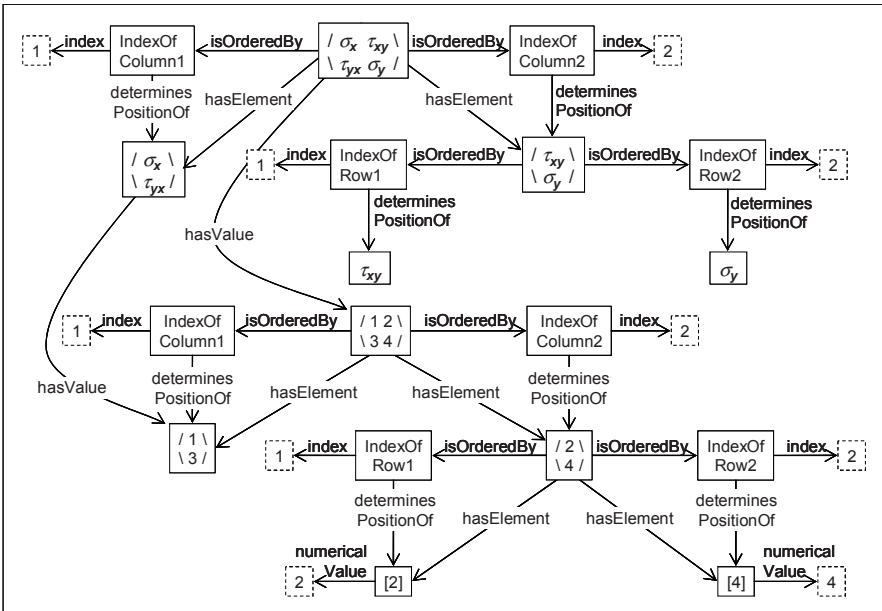 1 index IndexOf Column1 isOrderedBy / σx τxy \ \ τyx σy / isOrderedBy IndexOf Column2 index 2
determines PositionOf hasElement hasElement determines PositionOf
/ σx \ \ τyx /
1 index IndexOf Row1 isOrderedBy / τxy \ \ σy / isOrderedBy IndexOf Row2 index 2
determines PositionOf determines PositionOf
hasValue
τxy σy
1 index IndexOf Column1 isOrderedBy / 1 2 \ \ 3 4 / isOrderedBy IndexOf Column2 index 2
hasValue determines PositionOf hasElement hasElement determines PositionOf
/ 1 \ \ 3 /
1 index IndexOf Row1 isOrderedBy / 2 \ \ 4 / isOrderedBy IndexOf Row2 index 2
determines PositionOf hasElement hasElement determines PositionOf
2 numerical Value [2] [4] numerical Value 4